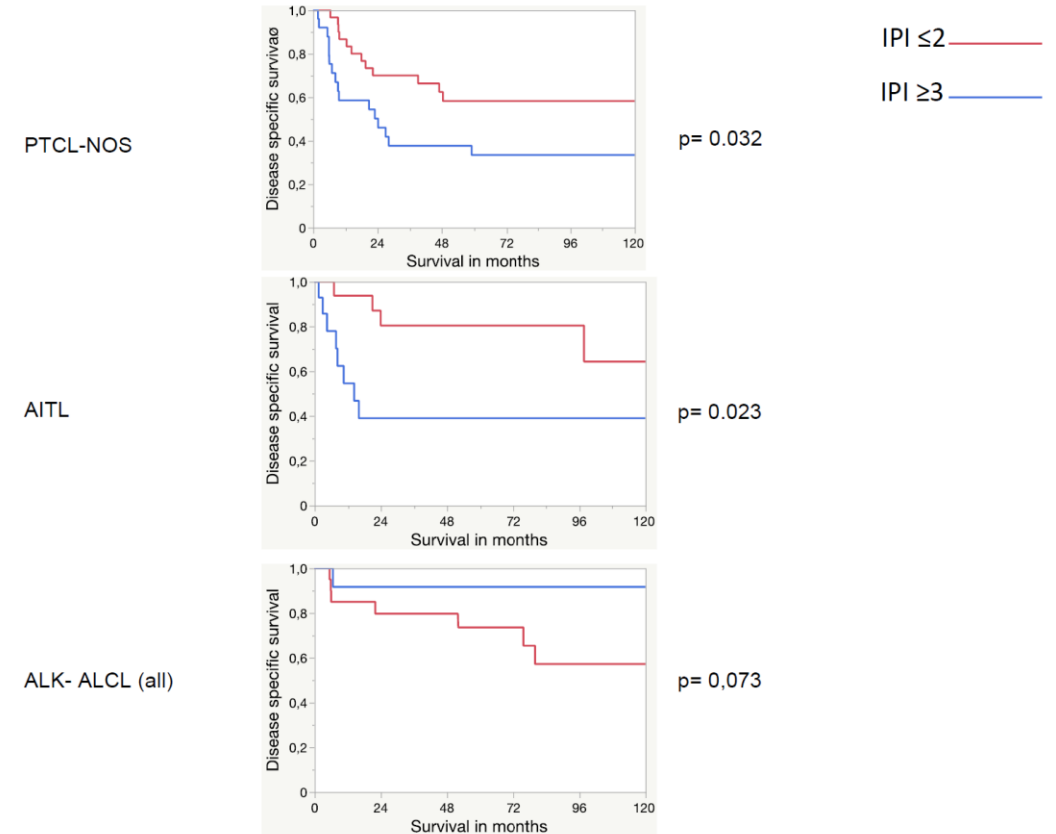 IPI ≤2
IPI ≥3
PTCL-NOS
Disease specific survivaø
1,0
0,8
0,6
0,4
0,2
0
0 24 48 72 96 120
Survival in months
p= 0.032
AITL
Disease specific survival
1,0
0,8
0,6
0,4
0,2
0
0 24 48 72 96 120
Survival in months
p= 0.023
ALK- ALCL (all)
Disease specific survival
1,0
0,8
0,6
0,4
0,2
0
0 24 48 72 96 120
Survival in months
p= 0,073